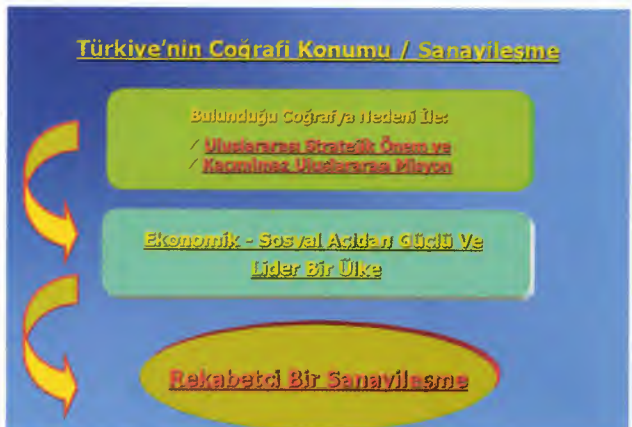 Türkiye'nin Coğrafi Konumu / Sanayileşme
Bulunduğu Coğrafya Nedeni İle:
✓ Uluslararası Stratejik Önem ve
✓ Kaçınılmaz Uluslararası Misyon
Ekonomik - Sosyal Açıdan Güçlü Ve
Lider Bir Ülke
Rekabetçi Bir Sanayileşme